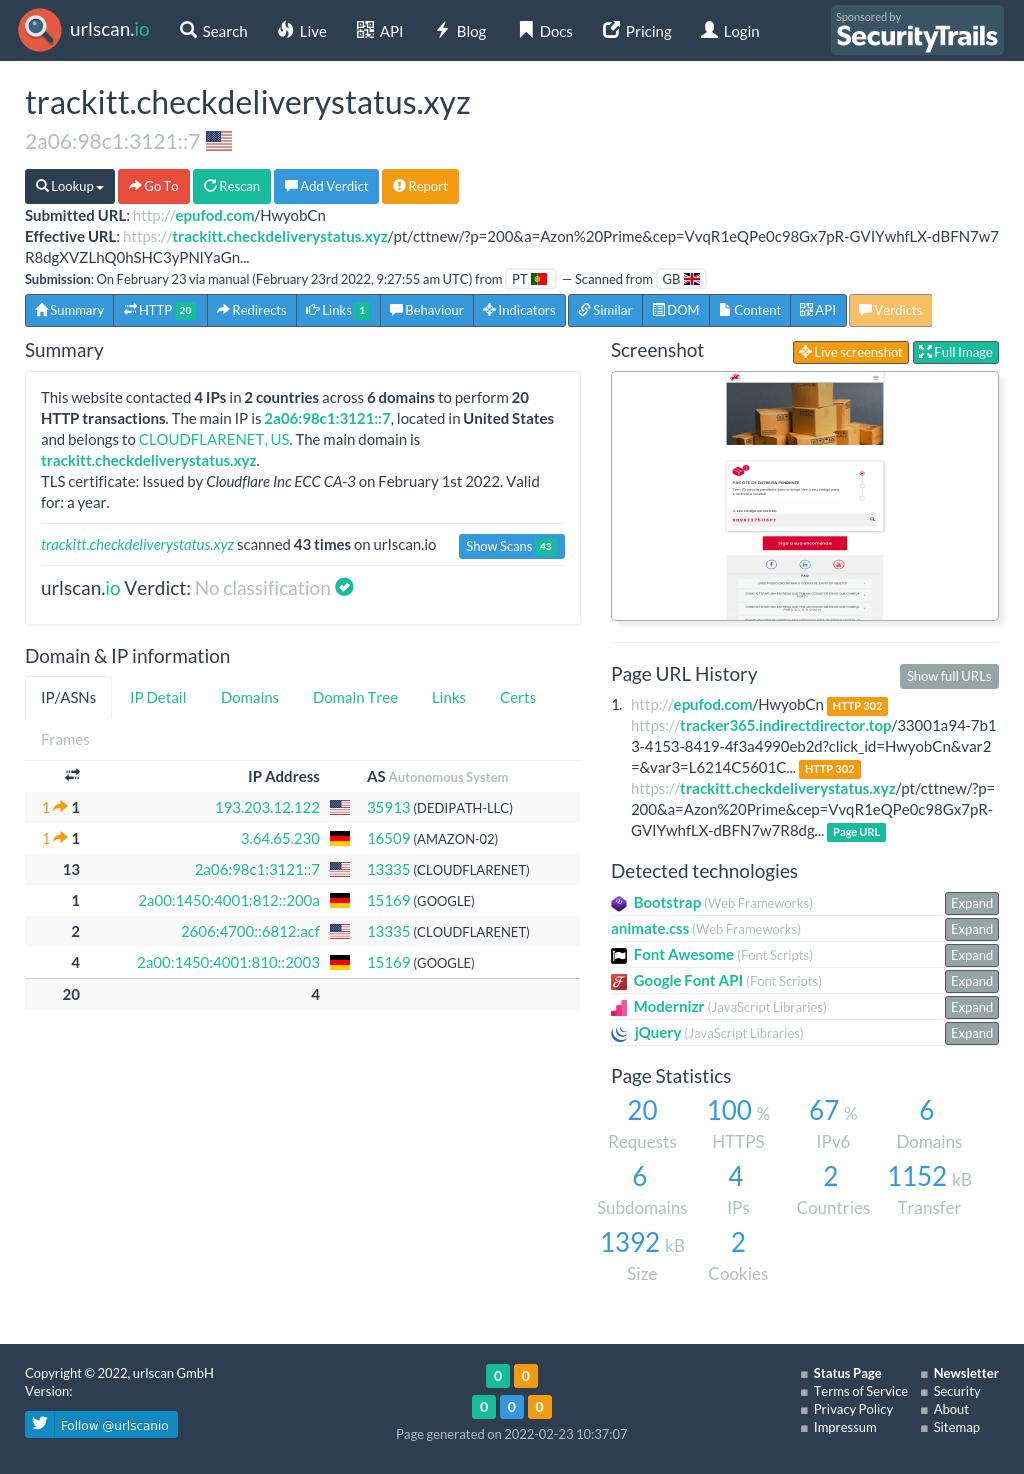 urlscan.io
Search
Live
API
Blog
Docs
Pricing
Login
Sponsored by
SecurityTrails
trackitt.checkdeliverystatus.xyz
2a06:98c1:3121::7
Lookup
Go To
Rescan
Add Verdict
Report
Submitted URL: http://epufod.com/HwyobCn
Effective URL: https://trackitt.checkdeliverystatus.xyz/pt/cttnew/?p=200&a=Azon%20Prime&cep=VvqR1eQPe0c98Gx7pR-GVIYwhfLX-dBFN7w7
R8dgXVZLhQ0hSHC3yPNlYaGn...
Submission: On February 23 via manual (February 23rd 2022, 9:27:55 am UTC) from PT — Scanned from GB
Summary
HTTP 20
Redirects
Links 1
Behaviour
Indicators
Similar
DOM
Content
API
Verdicts
Summary
This website contacted 4 IPs in 2 countries across 6 domains to perform 20
HTTP transactions. The main IP is 2a06:98c1:3121::7, located in United States
and belongs to CLOUDFLARENET, US. The main domain is
trackitt.checkdeliverystatus.xyz.
TLS certificate: Issued by Cloudflare Inc ECC CA-3 on February 1st 2022. Valid
for: a year.
trackitt.checkdeliverystatus.xyz scanned 43 times on urlscan.io
Show Scans 43
urlscan.io Verdict: No classification
Domain & IP information
IP/ASNs
IP Detail
Domains
Domain Tree
Links
Certs
Frames
IP Address
AS Autonomous System
1 1 193.203.12.122 35913 (DEDIPATH-LLC)
1 1 3.64.65.230 16509 (AMAZON-02)
13 2a06:98c1:3121::7 13335 (CLOUDFLARENET)
1 2a00:1450:4001:812::200a 15169 (GOOGLE)
2 2606:4700::6812:acf 13335 (CLOUDFLARENET)
4 2a00:1450:4001:810::2003 15169 (GOOGLE)
20 4
Screenshot
Live screenshot
Full Image
PACOTE DE ENTREGA PENDENTE
Siga a sua encomenda
FAQ
Page URL History
Show full URLs
1. http://epufod.com/HwyobCn HTTP 302
https://tracker365.indirectdirector.top/33001a94-7b1
3-4153-8419-4f3a4990eb2d?click_id=HwyobCn&var2
=&var3=L6214C5601C... HTTP 302
https://trackitt.checkdeliverystatus.xyz/pt/cttnew/?p=
200&a=Azon%20Prime&cep=VvqR1eQPe0c98Gx7pR-
GVIYwhfLX-dBFN7w7R8dg... Page URL
Detected technologies
Bootstrap (Web Frameworks) Expand
animate.css (Web Frameworks) Expand
Font Awesome (Font Scripts) Expand
Google Font API (Font Scripts) Expand
Modernizr (JavaScript Libraries) Expand
jQuery (JavaScript Libraries) Expand
Page Statistics
20 100 % 67 % 6
Requests HTTPS IPv6 Domains
6 4 2 1152 kB
Subdomains IPs Countries Transfer
1392 kB 2
Size Cookies
Copyright © 2022, urlscan GmbH
Version:
Follow @urlscanio
0 0
0 0 0
Page generated on 2022-02-23 10:37:07
Status Page
Terms of Service
Privacy Policy
Impressum
Newsletter
Security
About
Sitemap